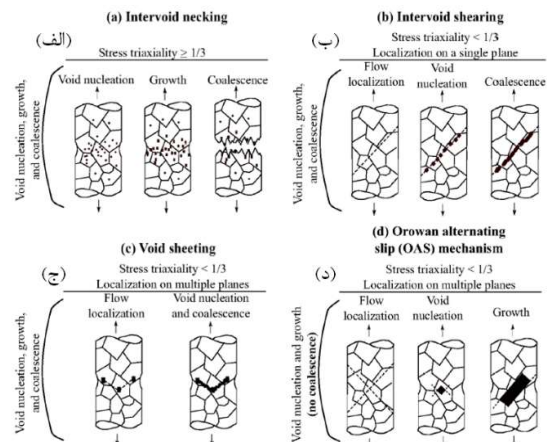 (a) Intervoid necking
(الف)
Stress triaxiality ≥ 1/3
Void nucleation
Growth
Coalescence
Void nucleation, growth,
and coalescence
(b) Intervoid shearing
(ب)
Stress triaxiality < 1/3
Localization on a single plane
Flow
localization
Void
nucleation
Coalescence
Void nucleation, growth,
and coalescence
(c) Void sheeting
(ج)
Stress triaxiality < 1/3
Localization on multiple planes
Flow
localization
Void nucleation
and coalescence
Void nucleation, growth,
and coalescence
(d) Orowan alternating
slip (OAS) mechanism
(د)
Stress triaxiality < 1/3
Localization on multiple planes
Flow
localization
Void
nucleation
Growth
Void nucleation and growth
(no coalescence)